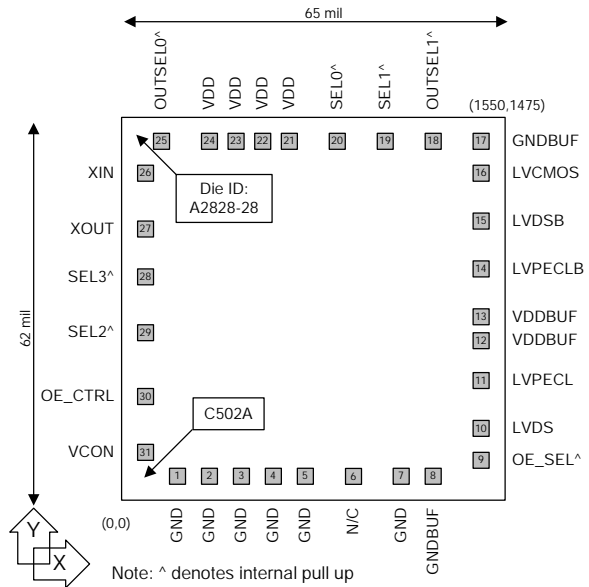 65 mil
OUTSEL0^
VDD
VDD
VDD
VDD
SEL0^
SEL1^
OUTSEL1^
(1550,1475)
25
24
23
22
21
20
19
18
17
GNDBUF
XIN
26
Die ID:
A2828-28
16
LVCMOS
XOUT
27
15
LVDSB
SEL3^
28
14
LVPECLB
62 mil
SEL2^
29
13
VDDBUF
12
VDDBUF
OE_CTRL
30
11
LVPECL
C502A
VCON
31
10
LVDS
9
OE_SEL^
1
2
3
4
5
6
7
8
(0,0)
GND
GND
GND
GND
GND
N/C
GND
GNDBUF
Y
X
Note: ^ denotes internal pull up